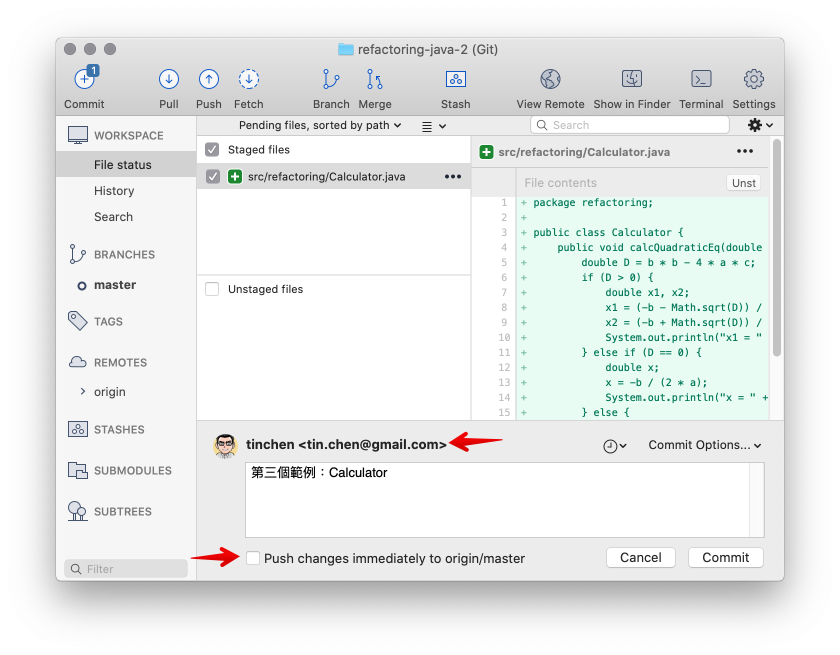 refactoring-java-2 (Git)
1
Commit Pull Push Fetch Branch Merge Stash View Remote Show in Finder Terminal Settings
WORKSPACE
File status
History
Search
BRANCHES
master
TAGS
REMOTES
origin
STASHES
SUBMODULES
SUBTREES
Filter
Pending files, sorted by path
Search
Staged files
src/refactoring/Calculator.java
Unstaged files
src/refactoring/Calculator.java
File contents Unst
1 + package refactoring;
2 +
3 + public class Calculator {
4 + public void calcQuadraticEq(double
5 + double D = b * b - 4 * a * c;
6 + if (D > 0) {
7 + double x1, x2;
8 + x1 = (-b - Math.sqrt(D)) /
9 + x2 = (-b + Math.sqrt(D)) /
10 + System.out.println("x1 = "
11 + } else if (D == 0) {
12 + double x;
13 + x = -b / (2 * a);
14 + System.out.println("x = " +
15 + } else {
tinchen <tin.chen@gmail.com>
Commit Options...
第三個範例：Calculator
Push changes immediately to origin/master
Cancel Commit